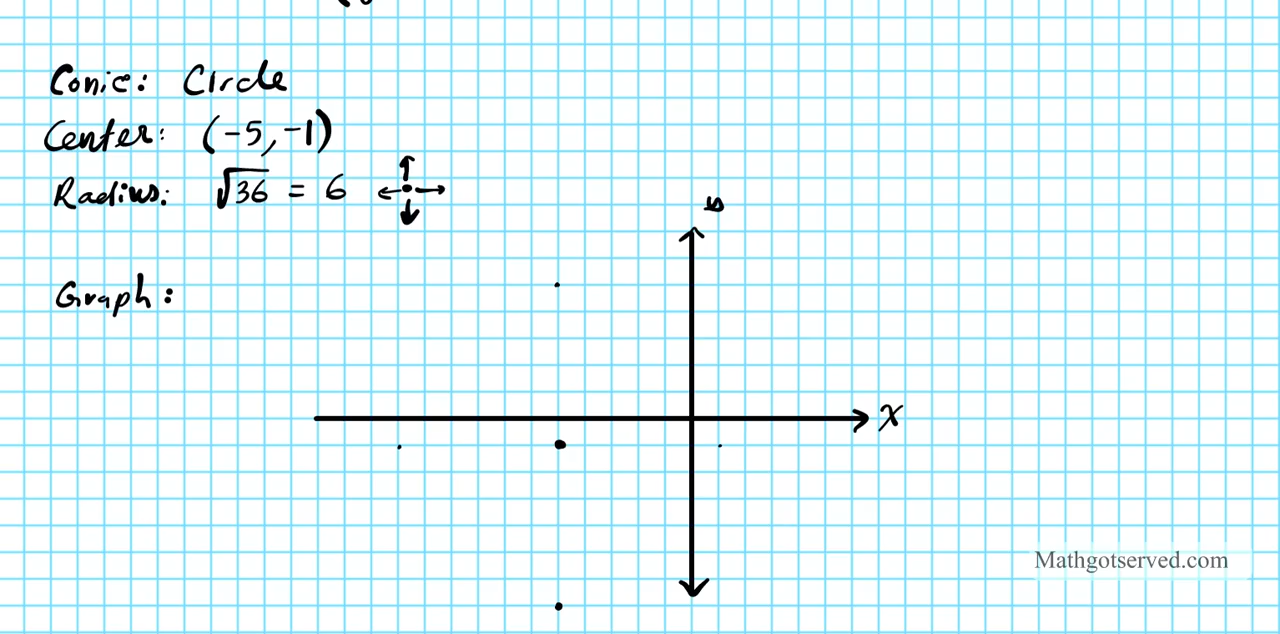 Conic: Circle
Center: (-5, -1)
Radius: √36 = 6
Graph:
X
Mathgotserved.com